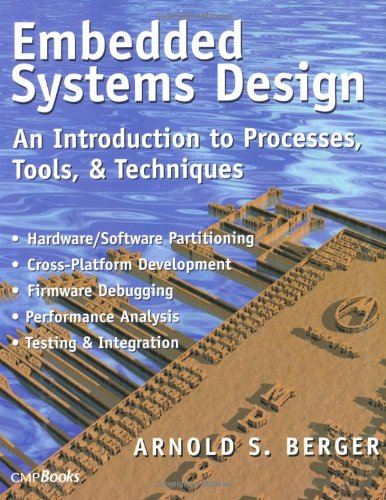 Embedded
Systems Design
An Introduction to Processes,
Tools, & Techniques
• Hardware/Software Partitioning
• Cross-Platform Development
• Firmware Debugging
• Performance Analysis
• Testing & Integration
ARNOLD S. BERGER
CMPBooks